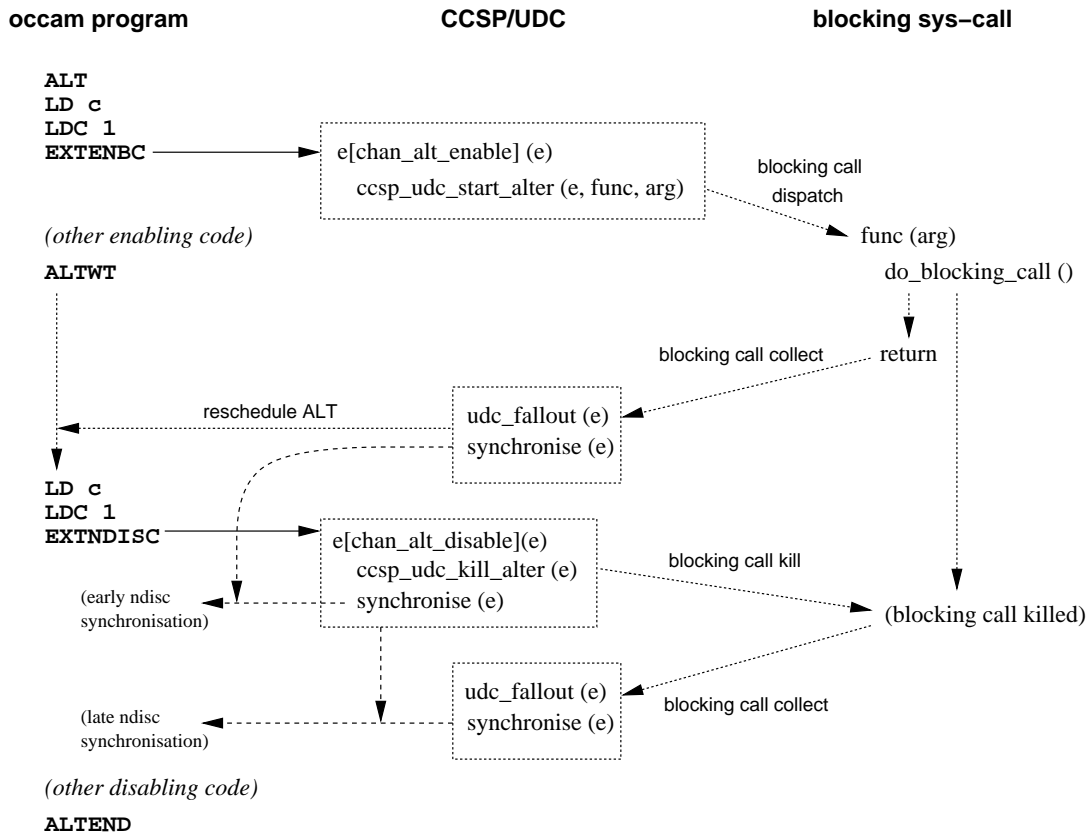 occam program
CCSP/UDC
blocking sys–call
ALT
LD c
LDC 1
EXTENBC
e[chan_alt_enable] (e)
ccsp_udc_start_alter (e, func, arg)
blocking call
dispatch
(other enabling code)
func (arg)
ALTWT
do_blocking_call ()
return
blocking call collect
reschedule ALT
udc_fallout (e)
synchronise (e)
LD c
LDC 1
EXTNDISC
e[chan_alt_disable](e)
ccsp_udc_kill_alter (e)
synchronise (e)
blocking call kill
(early ndisc
synchronisation)
(blocking call killed)
udc_fallout (e)
synchronise (e)
blocking call collect
(late ndisc
synchronisation)
(other disabling code)
ALTEND